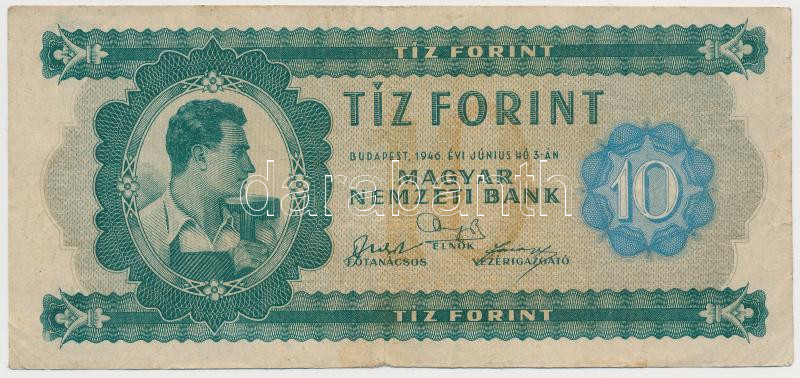 TÍZ FORINT
TÍZ FORINT
BUDAPEST, 1946. ÉVI JÚNIUS HÓ 3-ÁN
MAGYAR
NEMZETI BANK
10
ELNÖK
FŐTANÁCSOS VEZÉRIGAZGATÓ
TÍZ FORINT
darabanth